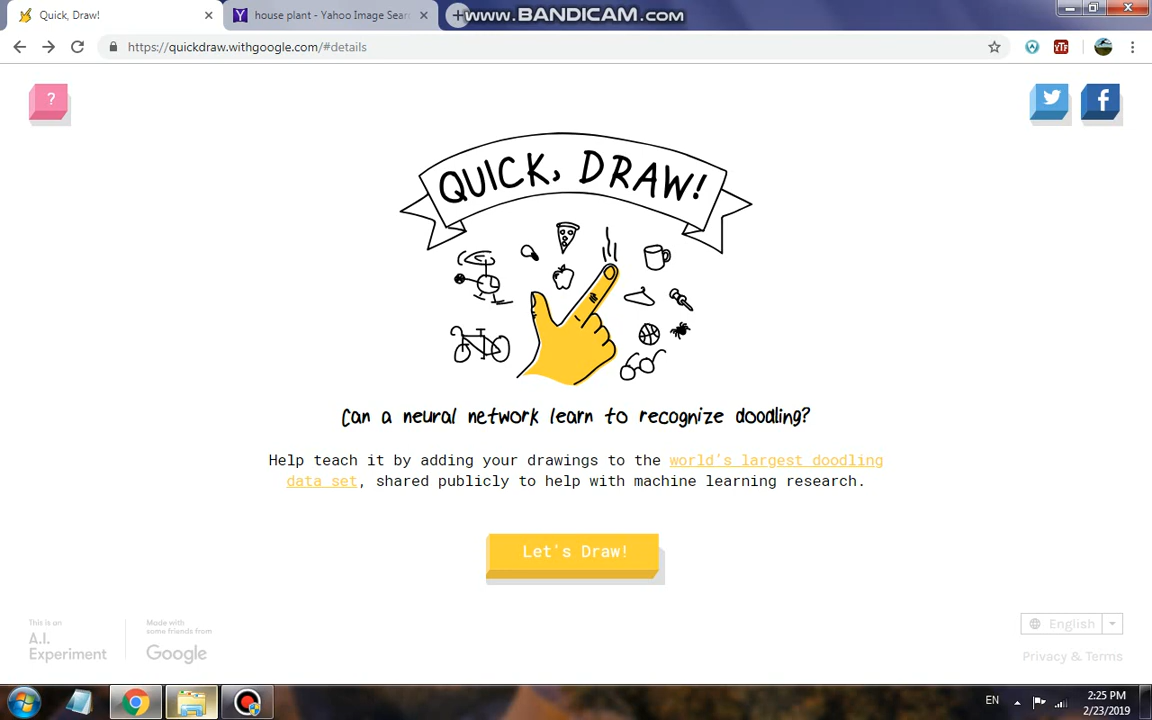 Quick, Draw!
house plant - Yahoo Image Sear
www.BANDICAM.com
https://quickdraw.withgoogle.com/#details
YTF
?
QUICK, DRAW!
Can a neural network learn to recognize doodling?
Help teach it by adding your drawings to the world's largest doodling
data set, shared publicly to help with machine learning research.
Let's Draw!
This is an
A.I.
Experiment
Made with
some friends from
Google
English
Privacy & Terms
EN
2:25 PM
2/23/2019